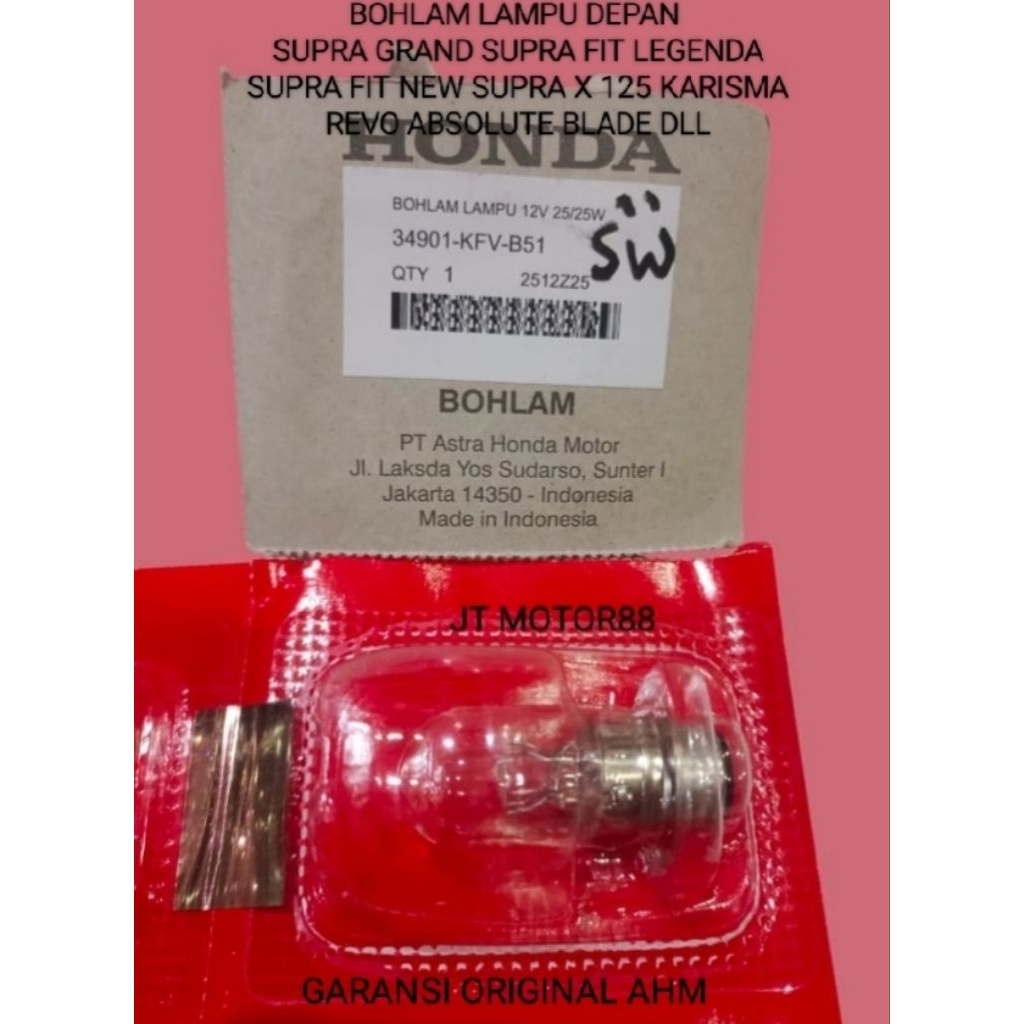 BOHLAM LAMPU DEPAN
SUPRA GRAND SUPRA FIT LEGENDA
SUPRA FIT NEW SUPRA X 125 KARISMA
REVO ABSOLUTE BLADE DLL
HONDA
BOHLAM LAMPU 12V 25/25W
34901-KFV-B51
SW
QTY 1 2512Z25
BOHLAM
PT Astra Honda Motor
Jl. Laksda Yos Sudarso, Sunter I
Jakarta 14350 - Indonesia
Made in Indonesia
JT MOTOR88
GARANSI ORIGINAL AHM